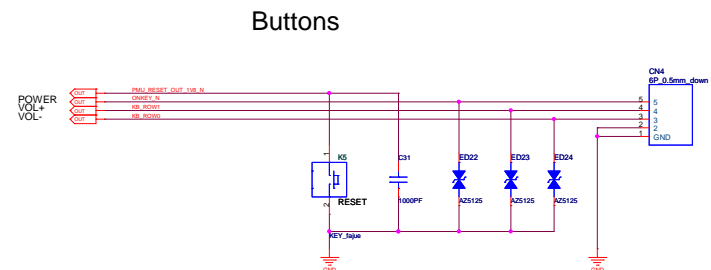 Buttons
CN4
6P_0.5mm_down
OUT PMU_RESET_OUT_1V8_N
POWER OUT ONKEY_N
VOL+ OUT KB_ROW1
VOL- OUT KB_ROW0
5 5
4 4
3 3
2 2
1 GND
1 K5 C31 ED22 ED23 ED24
2 RESET 1000PF AZ5125 AZ5125 AZ5125
KEY_fajue
GND GND